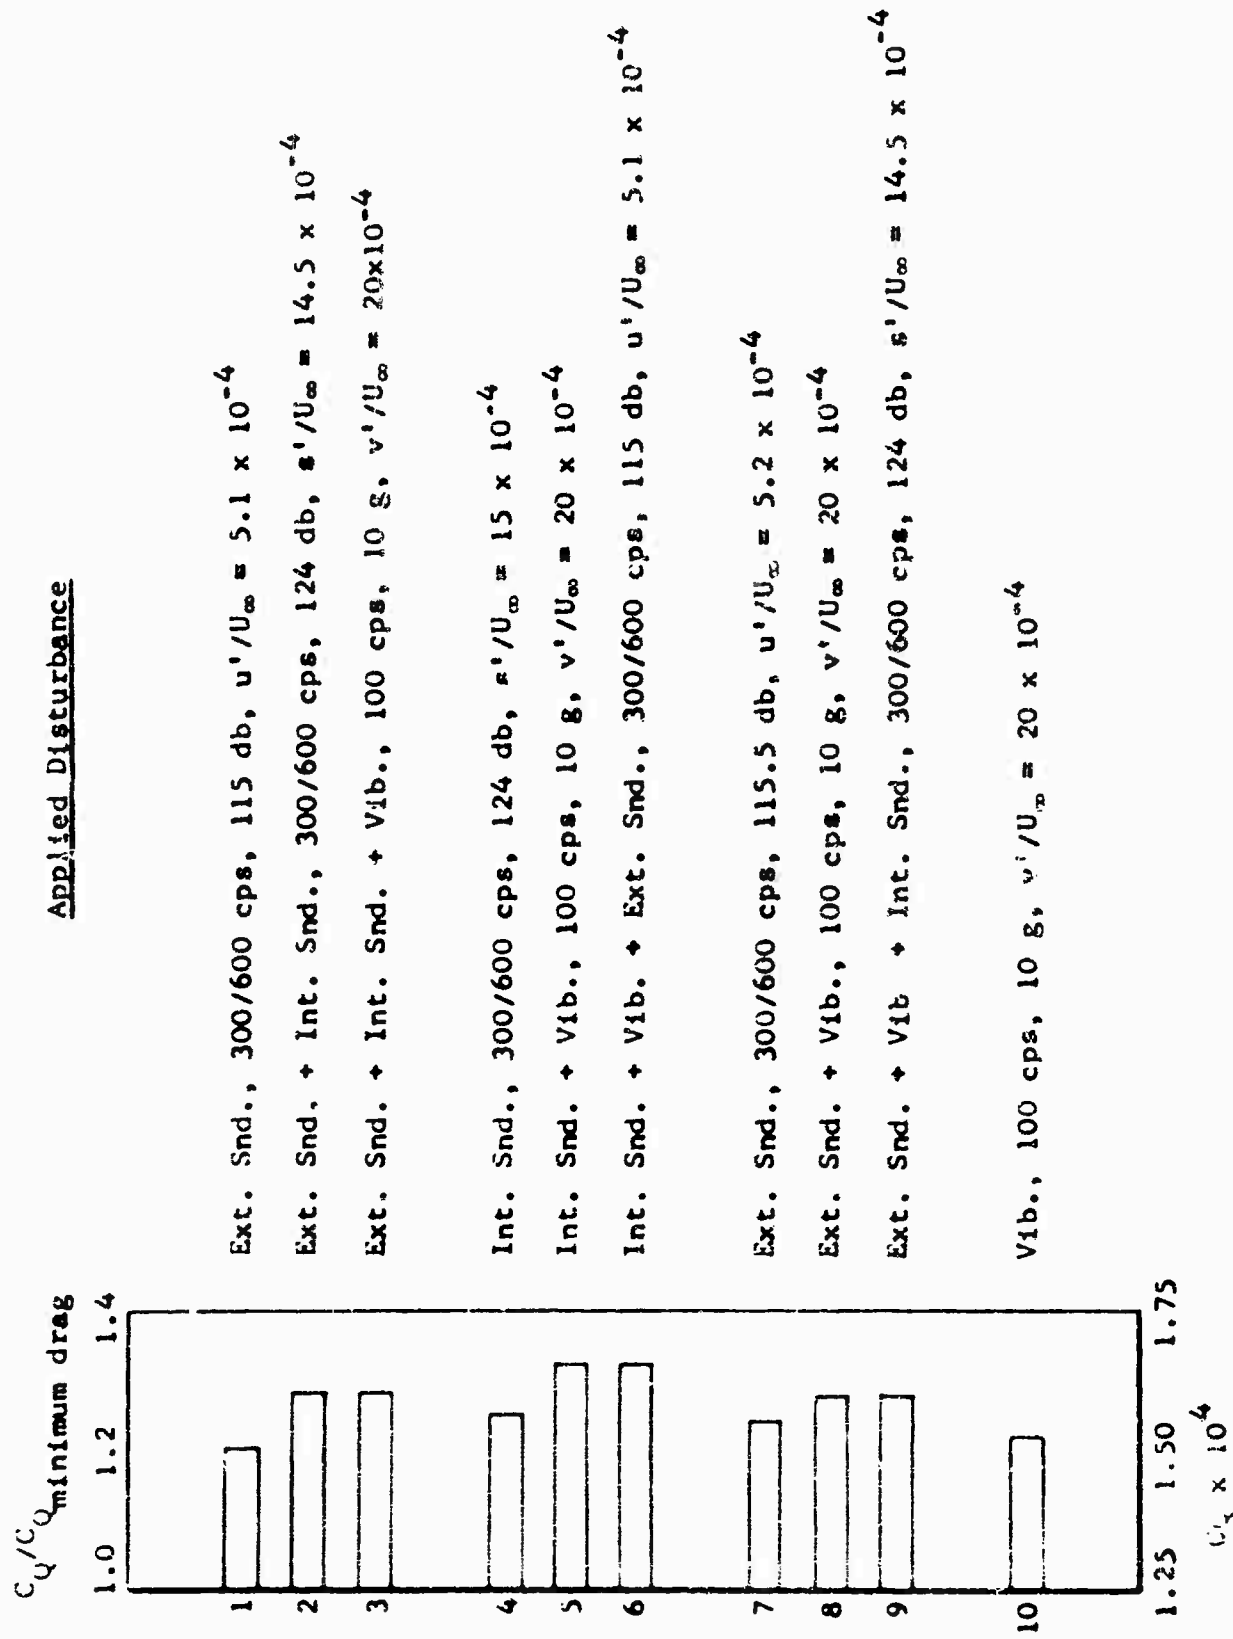 Applied Disturbance
C_Q/C_Q minimum drag
1.0 1.2 1.4
1 Ext. Snd., 300/600 cps, 115 db, u'/U∞ = 5.1 x 10⁻⁴
2 Ext. Snd. + Int. Snd., 300/600 cps, 124 db, s'/U∞ = 14.5 x 10⁻⁴
3 Ext. Snd. + Int. Snd. + Vib., 100 cps, 10 g, v'/U∞ = 20x10⁻⁴
4 Int. Snd., 300/600 cps, 124 db, s'/U∞ = 15 x 10⁻⁴
5 Int. Snd. + Vib., 100 cps, 10 g, v'/U∞ = 20 x 10⁻⁴
6 Int. Snd. + Vib. + Ext. Snd., 300/600 cps, 115 db, u'/U∞ = 5.1 x 10⁻⁴
7 Ext. Snd., 300/600 cps, 115.5 db, u'/U∞ = 5.2 x 10⁻⁴
8 Ext. Snd. + Vib., 100 cps, 10 g, v'/U∞ = 20 x 10⁻⁴
9 Ext. Snd. + Vib + Int. Snd., 300/600 cps, 124 db, s'/U∞ = 14.5 x 10⁻⁴
10 Vib., 100 cps, 10 g, v'/U∞ = 20 x 10⁻⁴
1.25 1.50 1.75
x 10⁴